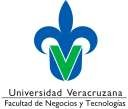 Universidad Veracruzana
Facultad de Negocios y Tecnologías